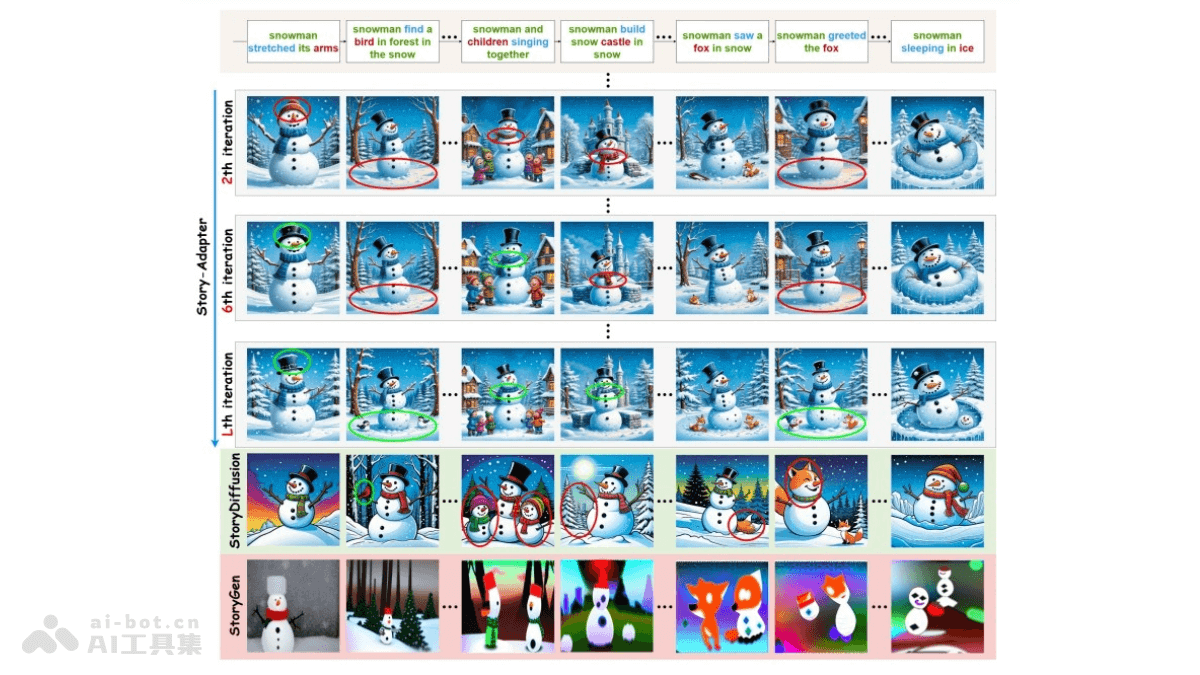 snowman
stretched its arms
snowman find a
bird in forest in
the snow
...
snowman and
children singing
together
snowman build
snow castle in
snow
...
snowman saw a
fox in snow
snowman greeted
the fox
...
snowman
sleeping in ice
Story-Adapter
2th iteration
6th iteration
Lth iteration
StoryDiffusion
StoryGen
ai-bot.cn
AI工具集